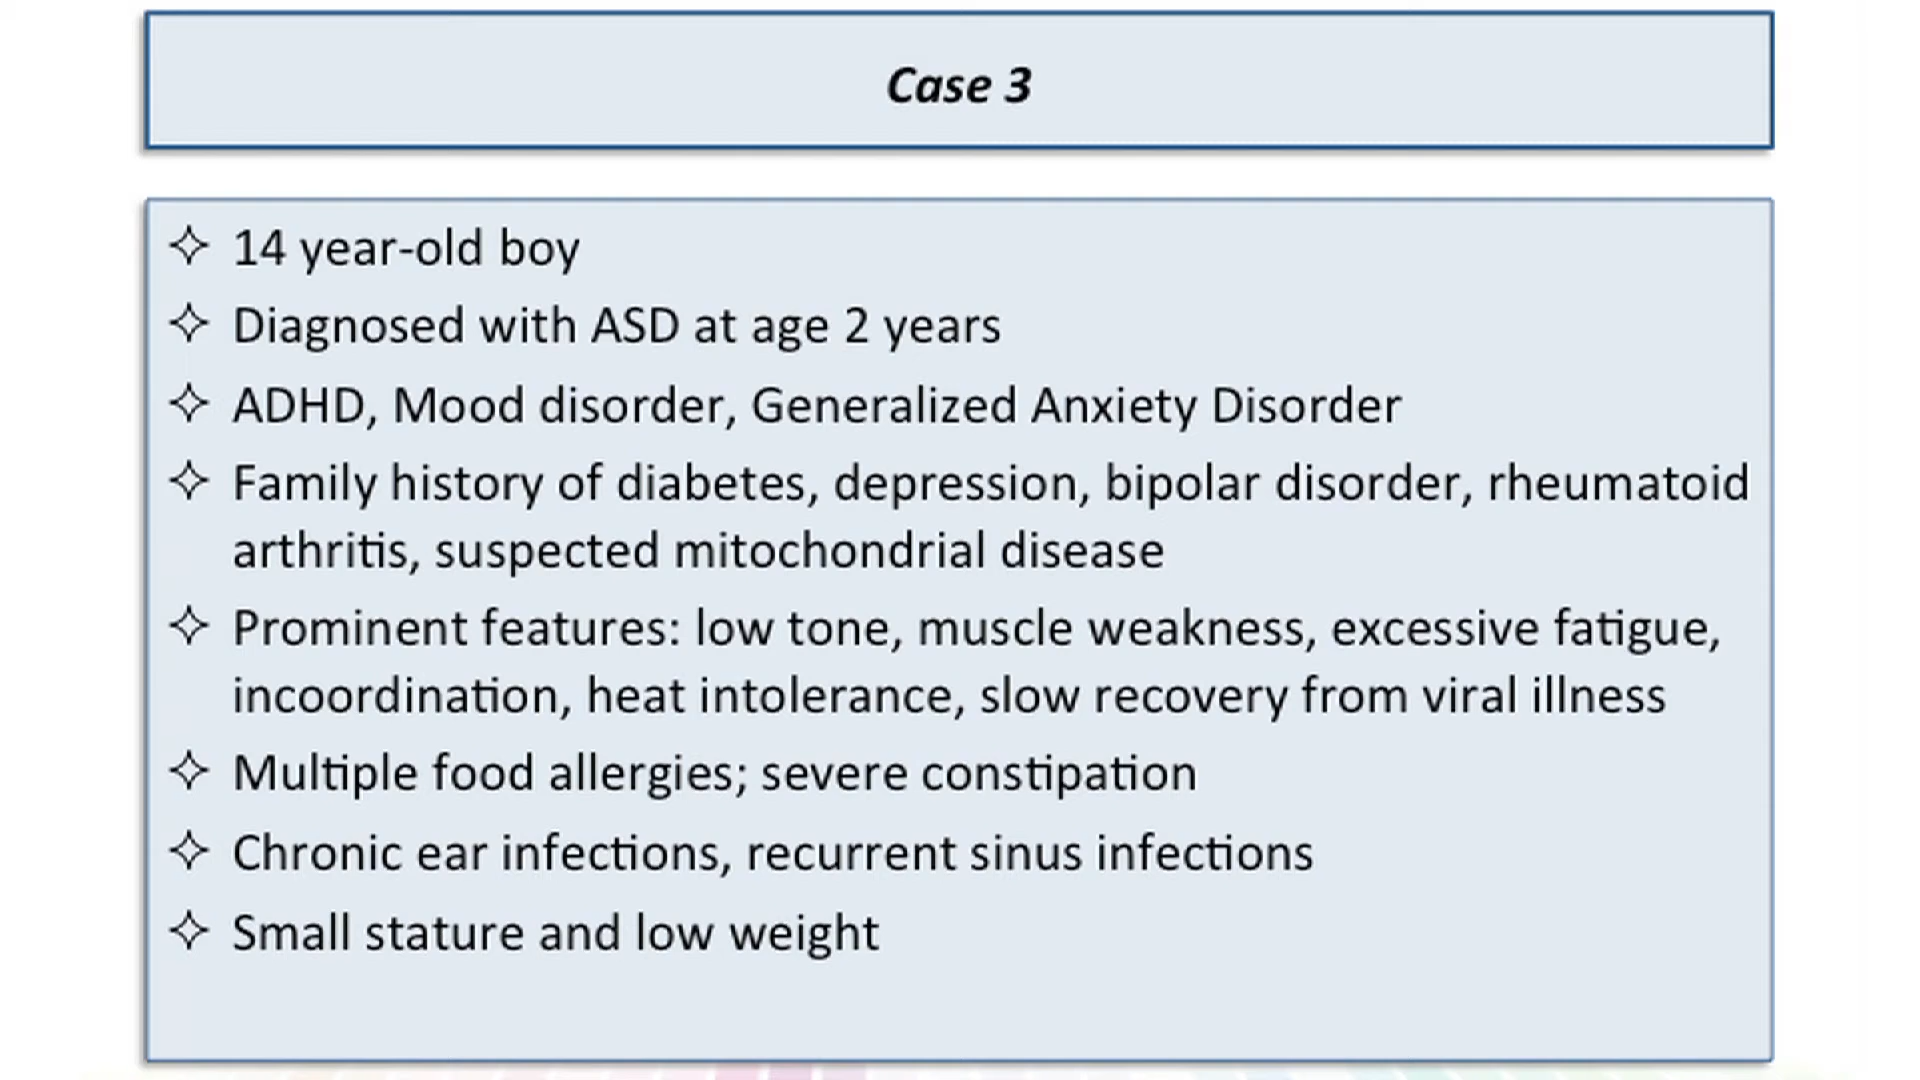 Case 3
✧ 14 year-old boy
✧ Diagnosed with ASD at age 2 years
✧ ADHD, Mood disorder, Generalized Anxiety Disorder
✧ Family history of diabetes, depression, bipolar disorder, rheumatoid
arthritis, suspected mitochondrial disease
✧ Prominent features: low tone, muscle weakness, excessive fatigue,
incoordination, heat intolerance, slow recovery from viral illness
✧ Multiple food allergies; severe constipation
✧ Chronic ear infections, recurrent sinus infections
✧ Small stature and low weight